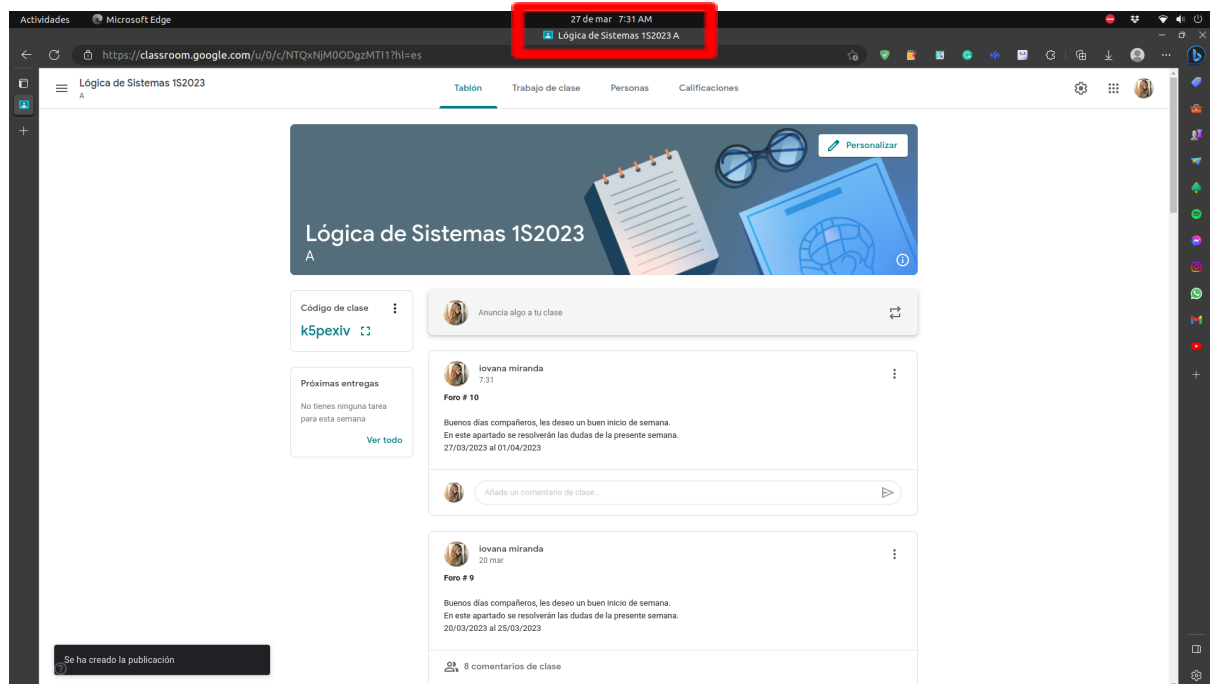 Actividades
Microsoft Edge
27 de mar 7:31 AM
Lógica de Sistemas 1S2023 A
https://classroom.google.com/u/0/c/NTQxNjM0ODgzMTI1?hl=es
Lógica de Sistemas 1S2023
A
Tablón
Trabajo de clase
Personas
Calificaciones
Personalizar
Lógica de Sistemas 1S2023
A
Código de clase
k5pexiv
Anuncia algo a tu clase
Próximas entregas
No tienes ninguna tarea
para esta semana
Ver todo
iovana miranda
7:31
Foro # 10
Buenos días compañeros, les deseo un buen inicio de semana.
En este apartado se resolverán las dudas de la presente semana.
27/03/2023 al 01/04/2023
Añade un comentario de clase...
iovana miranda
20 mar
Foro # 9
Buenos días compañeros, les deseo un buen inicio de semana.
En este apartado se resolverán las dudas de la presente semana.
20/03/2023 al 25/03/2023
8 comentarios de clase
Se ha creado la publicación